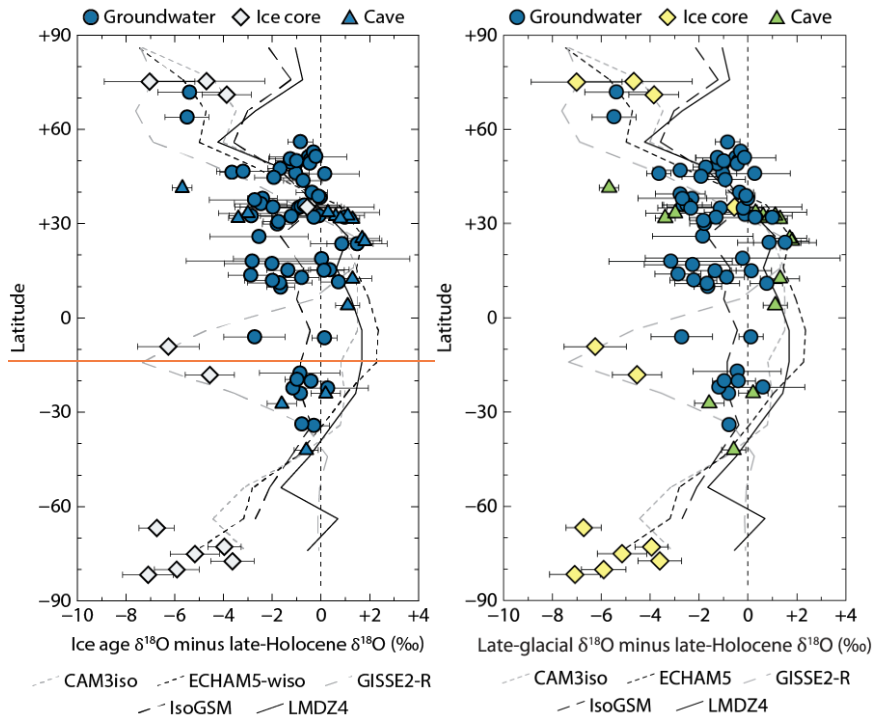 Groundwater Ice core Cave
Groundwater Ice core Cave
+90
+60
+30
0
−30
−60
−90
Latitude
−10 −8 −6 −4 −2 0 +2 +4
Ice age δ18O minus late-Holocene δ18O (‰)
CAM3iso ECHAM5-wiso GISSE2-R
IsoGSM LMDZ4
+90
+60
+30
0
−30
−60
−90
Latitude
−10 −8 −6 −4 −2 0 +2 +4
Late-glacial δ18O minus late-Holocene δ18O (‰)
CAM3iso ECHAM5 GISSE2-R
IsoGSM LMDZ4